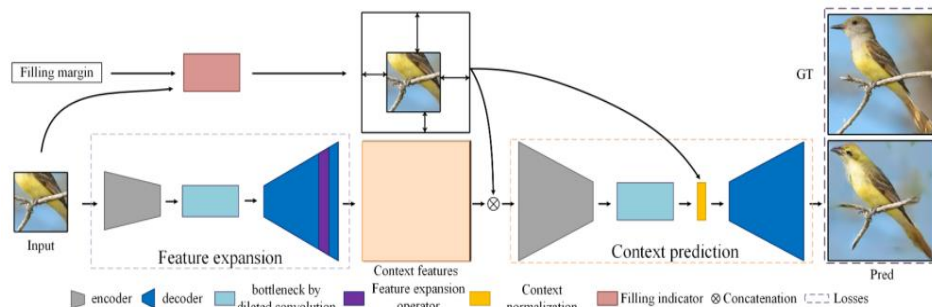 Filling margin
GT
Input
Feature expansion
Context features
Context prediction
Pred
encoder
decoder
bottleneck by
dilated convolution
Feature expansion
operator
Context
normalization
Filling indicator
Concatenation
Losses